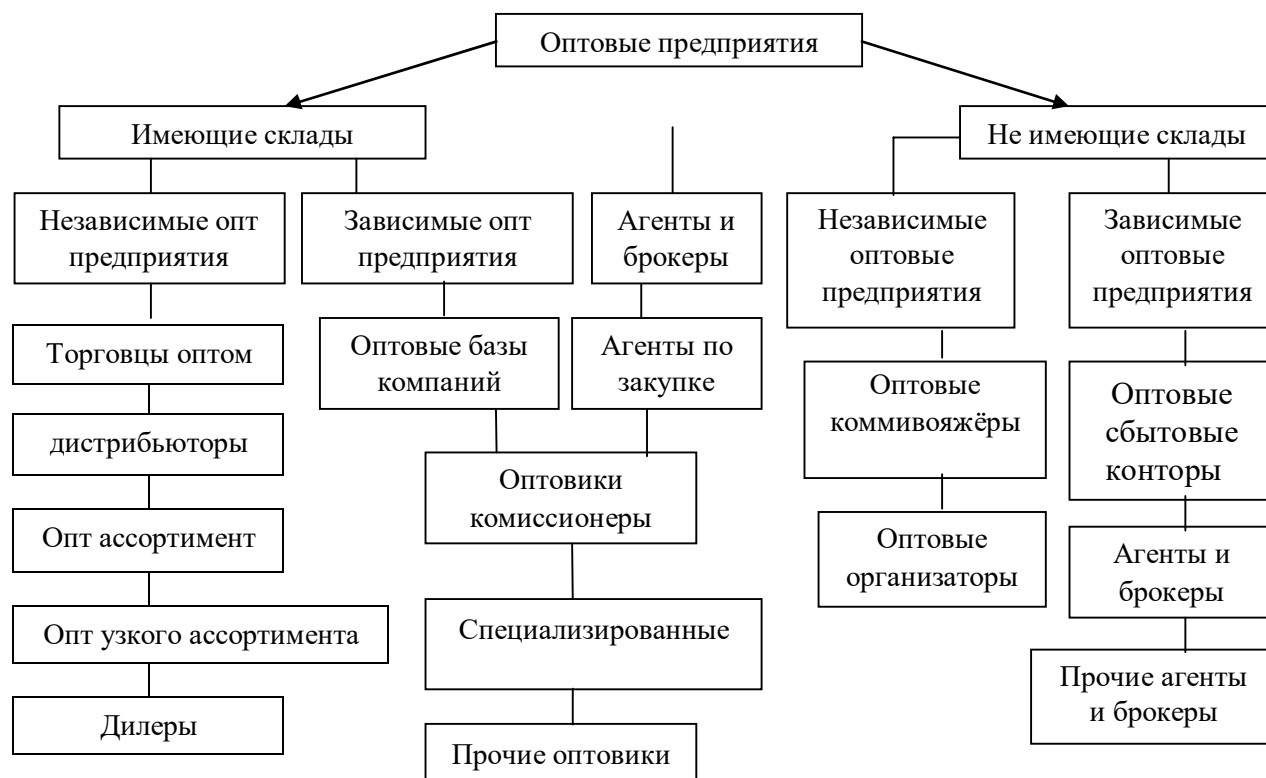 Оптовые предприятия
Имеющие склады
Не имеющие склады
Независимые опт
предприятия
Зависимые опт
предприятия
Агенты и
брокеры
Независимые
оптовые
предприятия
Зависимые
оптовые
предприятия
Торговцы оптом
Оптовые базы
компаний
Агенты по
закупке
Оптовые
коммивояжёры
Оптовые
сбытовые
конторы
дистрибьюторы
Оптовики
комиссионеры
Опт ассортимент
Оптовые
организаторы
Агенты и
брокеры
Опт узкого ассортимента
Специализированные
Прочие агенты
и брокеры
Дилеры
Прочие оптовики